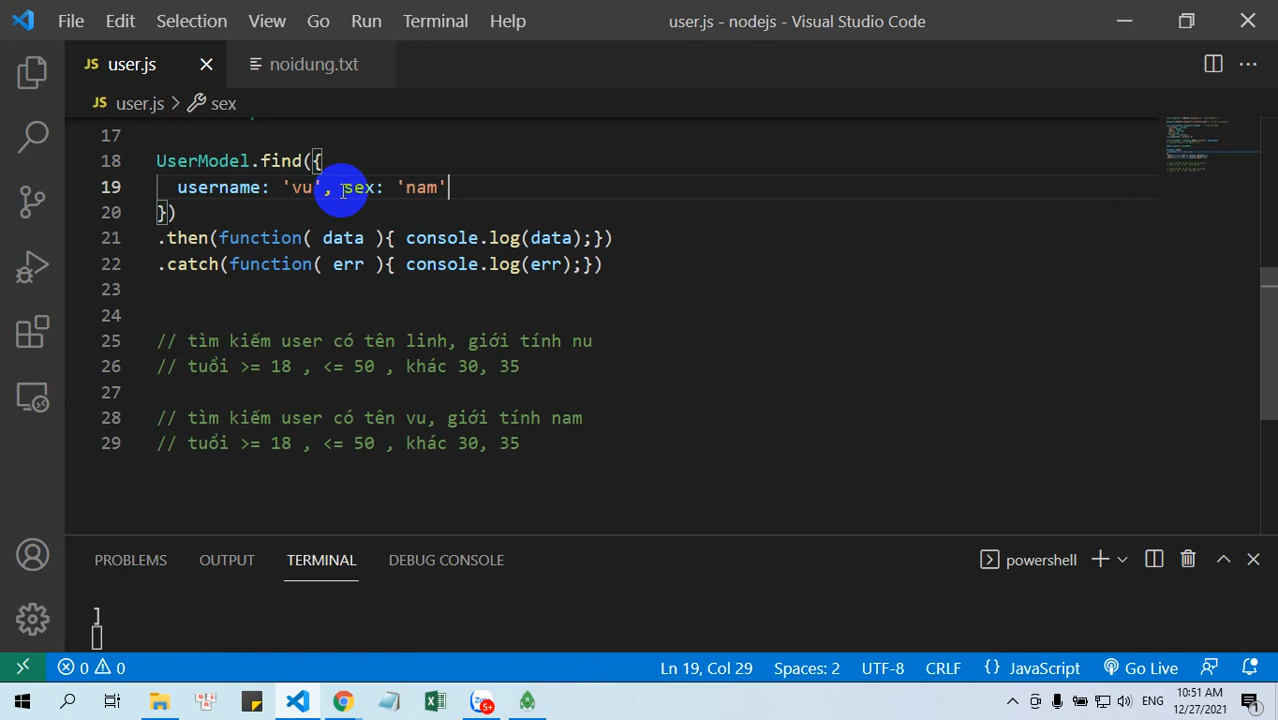 File Edit Selection View Go Run Terminal Help user.js - nodejs - Visual Studio Code
JS user.js noidung.txt
JS user.js > sex
17
18 UserModel.find({
19 username: 'vu', sex: 'nam'
20 })
21 .then(function( data ){ console.log(data);})
22 .catch(function( err ){ console.log(err);})
23
24
25 // tìm kiếm user có tên linh, giới tính nu
26 // tuổi >= 18 , <= 50 , khác 30, 35
27
28 // tìm kiếm user có tên vu, giới tính nam
29 // tuổi >= 18 , <= 50 , khác 30, 35
PROBLEMS OUTPUT TERMINAL DEBUG CONSOLE powershell
]
0 0 Ln 19, Col 29 Spaces: 2 UTF-8 CRLF {} JavaScript Go Live
Zalo 5+ ENG 10:51 AM
12/27/2021 1